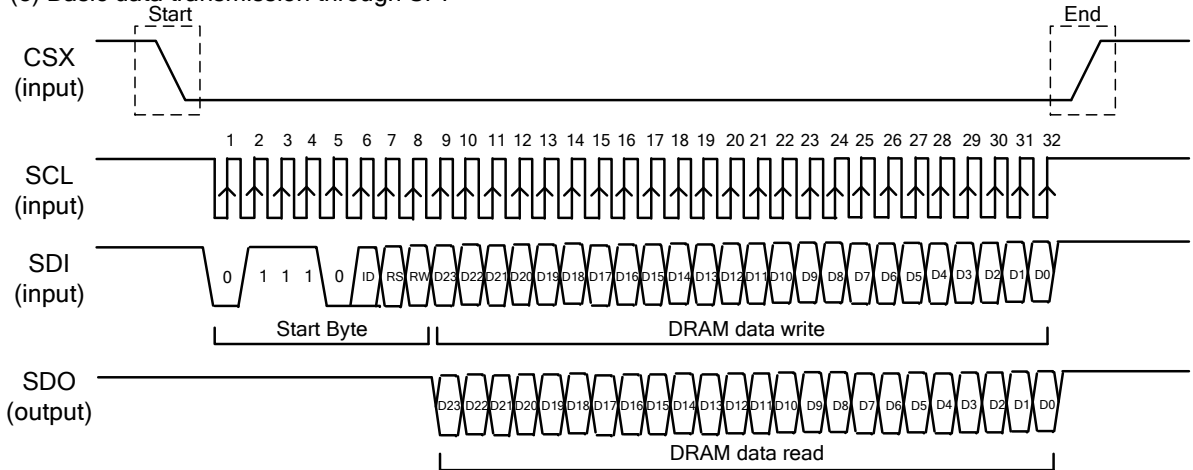 Start
End
CSX
(input)
1 2 3 4 5 6 7 8 9 10 11 12 13 14 15 16 17 18 19 20 21 22 23 24 25 26 27 28 29 30 31 32
SCL
(input)
SDI
(input)
0 1 1 1 0 ID RS RW D23 D22 D21 D20 D19 D18 D17 D16 D15 D14 D13 D12 D11 D10 D9 D8 D7 D6 D5 D4 D3 D2 D1 D0
Start Byte
DRAM data write
SDO
(output)
D23 D22 D21 D20 D19 D18 D17 D16 D15 D14 D13 D12 D11 D10 D9 D8 D7 D6 D5 D4 D3 D2 D1 D0
DRAM data read